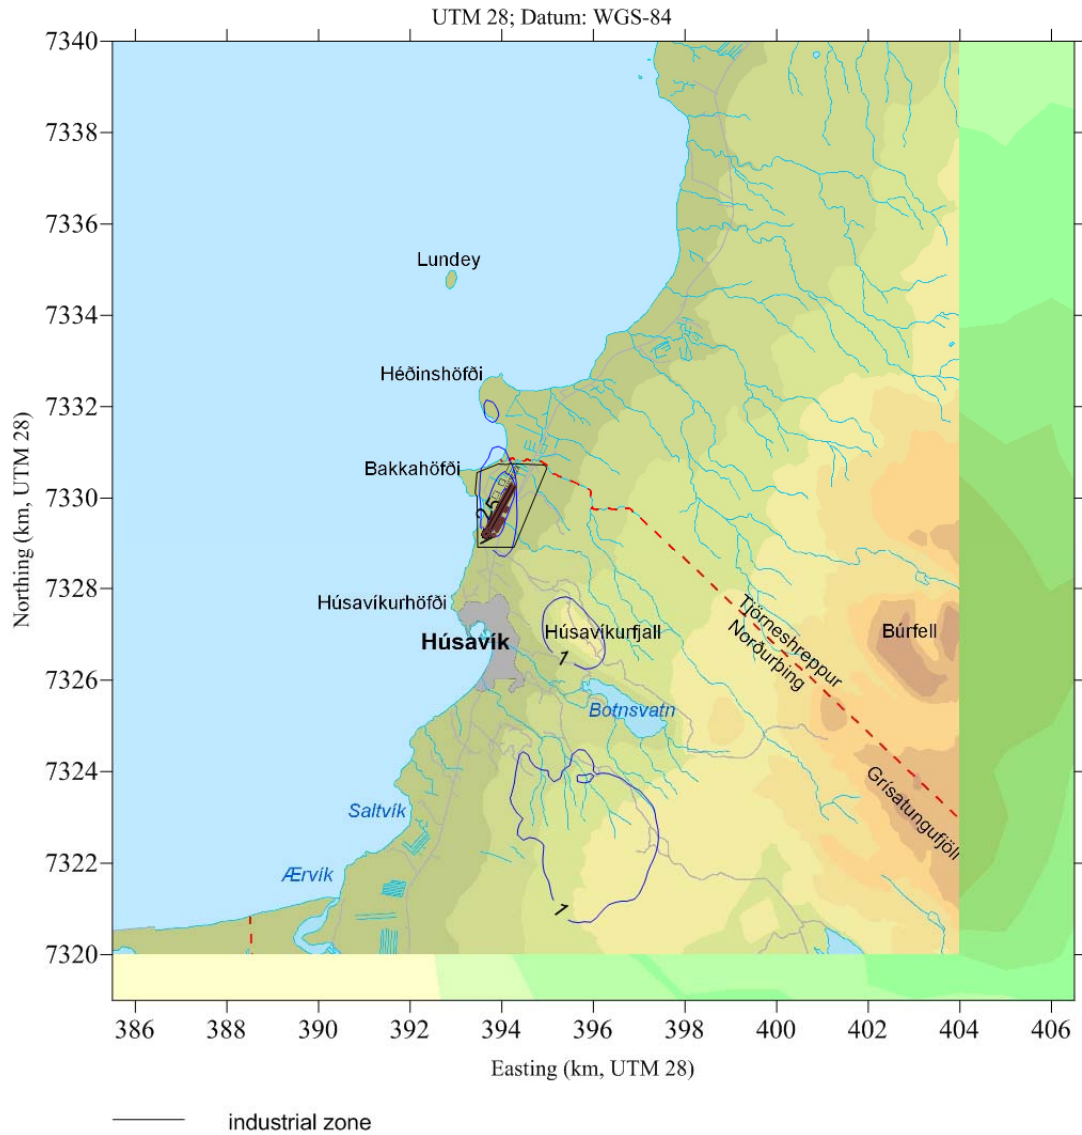 UTM 28; Datum: WGS-84
7340
7338
7336
Lundey
7334
Héðinshöfði
7332
Bakkahöfði
7330
25
7328
Húsavíkurhöfði
Húsavíkurfjall
Húsavík
1
Tjörneshreppur
Norðurþing
Búrfell
7326
Botnsvatn
7324
Grísatungufjöll
Saltvík
7322
Ærvík
1
7320
Northing (km, UTM 28)
386 388 390 392 394 396 398 400 402 404 406
Easting (km, UTM 28)
industrial zone